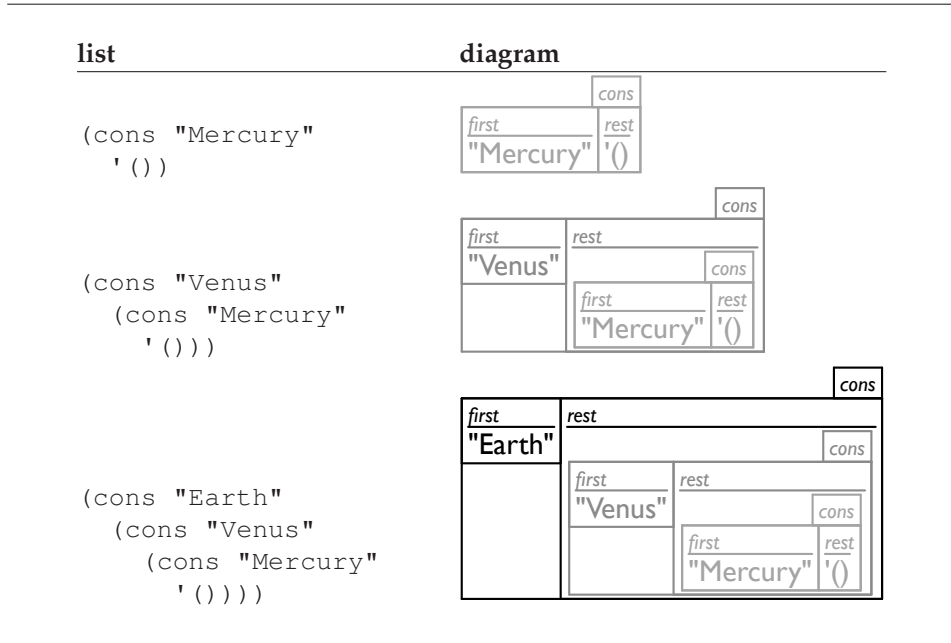 list diagram
cons
first rest
(cons "Mercury" "Mercury" '()
'())
cons
first rest
"Venus" cons
(cons "Venus"
first rest
(cons "Mercury" "Mercury" '()
'()))
cons
first rest
"Earth" cons
first rest
(cons "Earth" "Venus" cons
(cons "Venus"
first rest
(cons "Mercury" "Mercury" '()
'())))